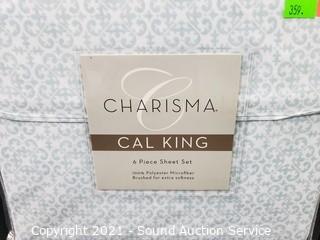 359.
C
CHARISMA®
CAL KING
6 Piece Sheet Set
100% Polyester Microfiber
Brushed for extra softness
Copyright 2021 - Sound Auction Service